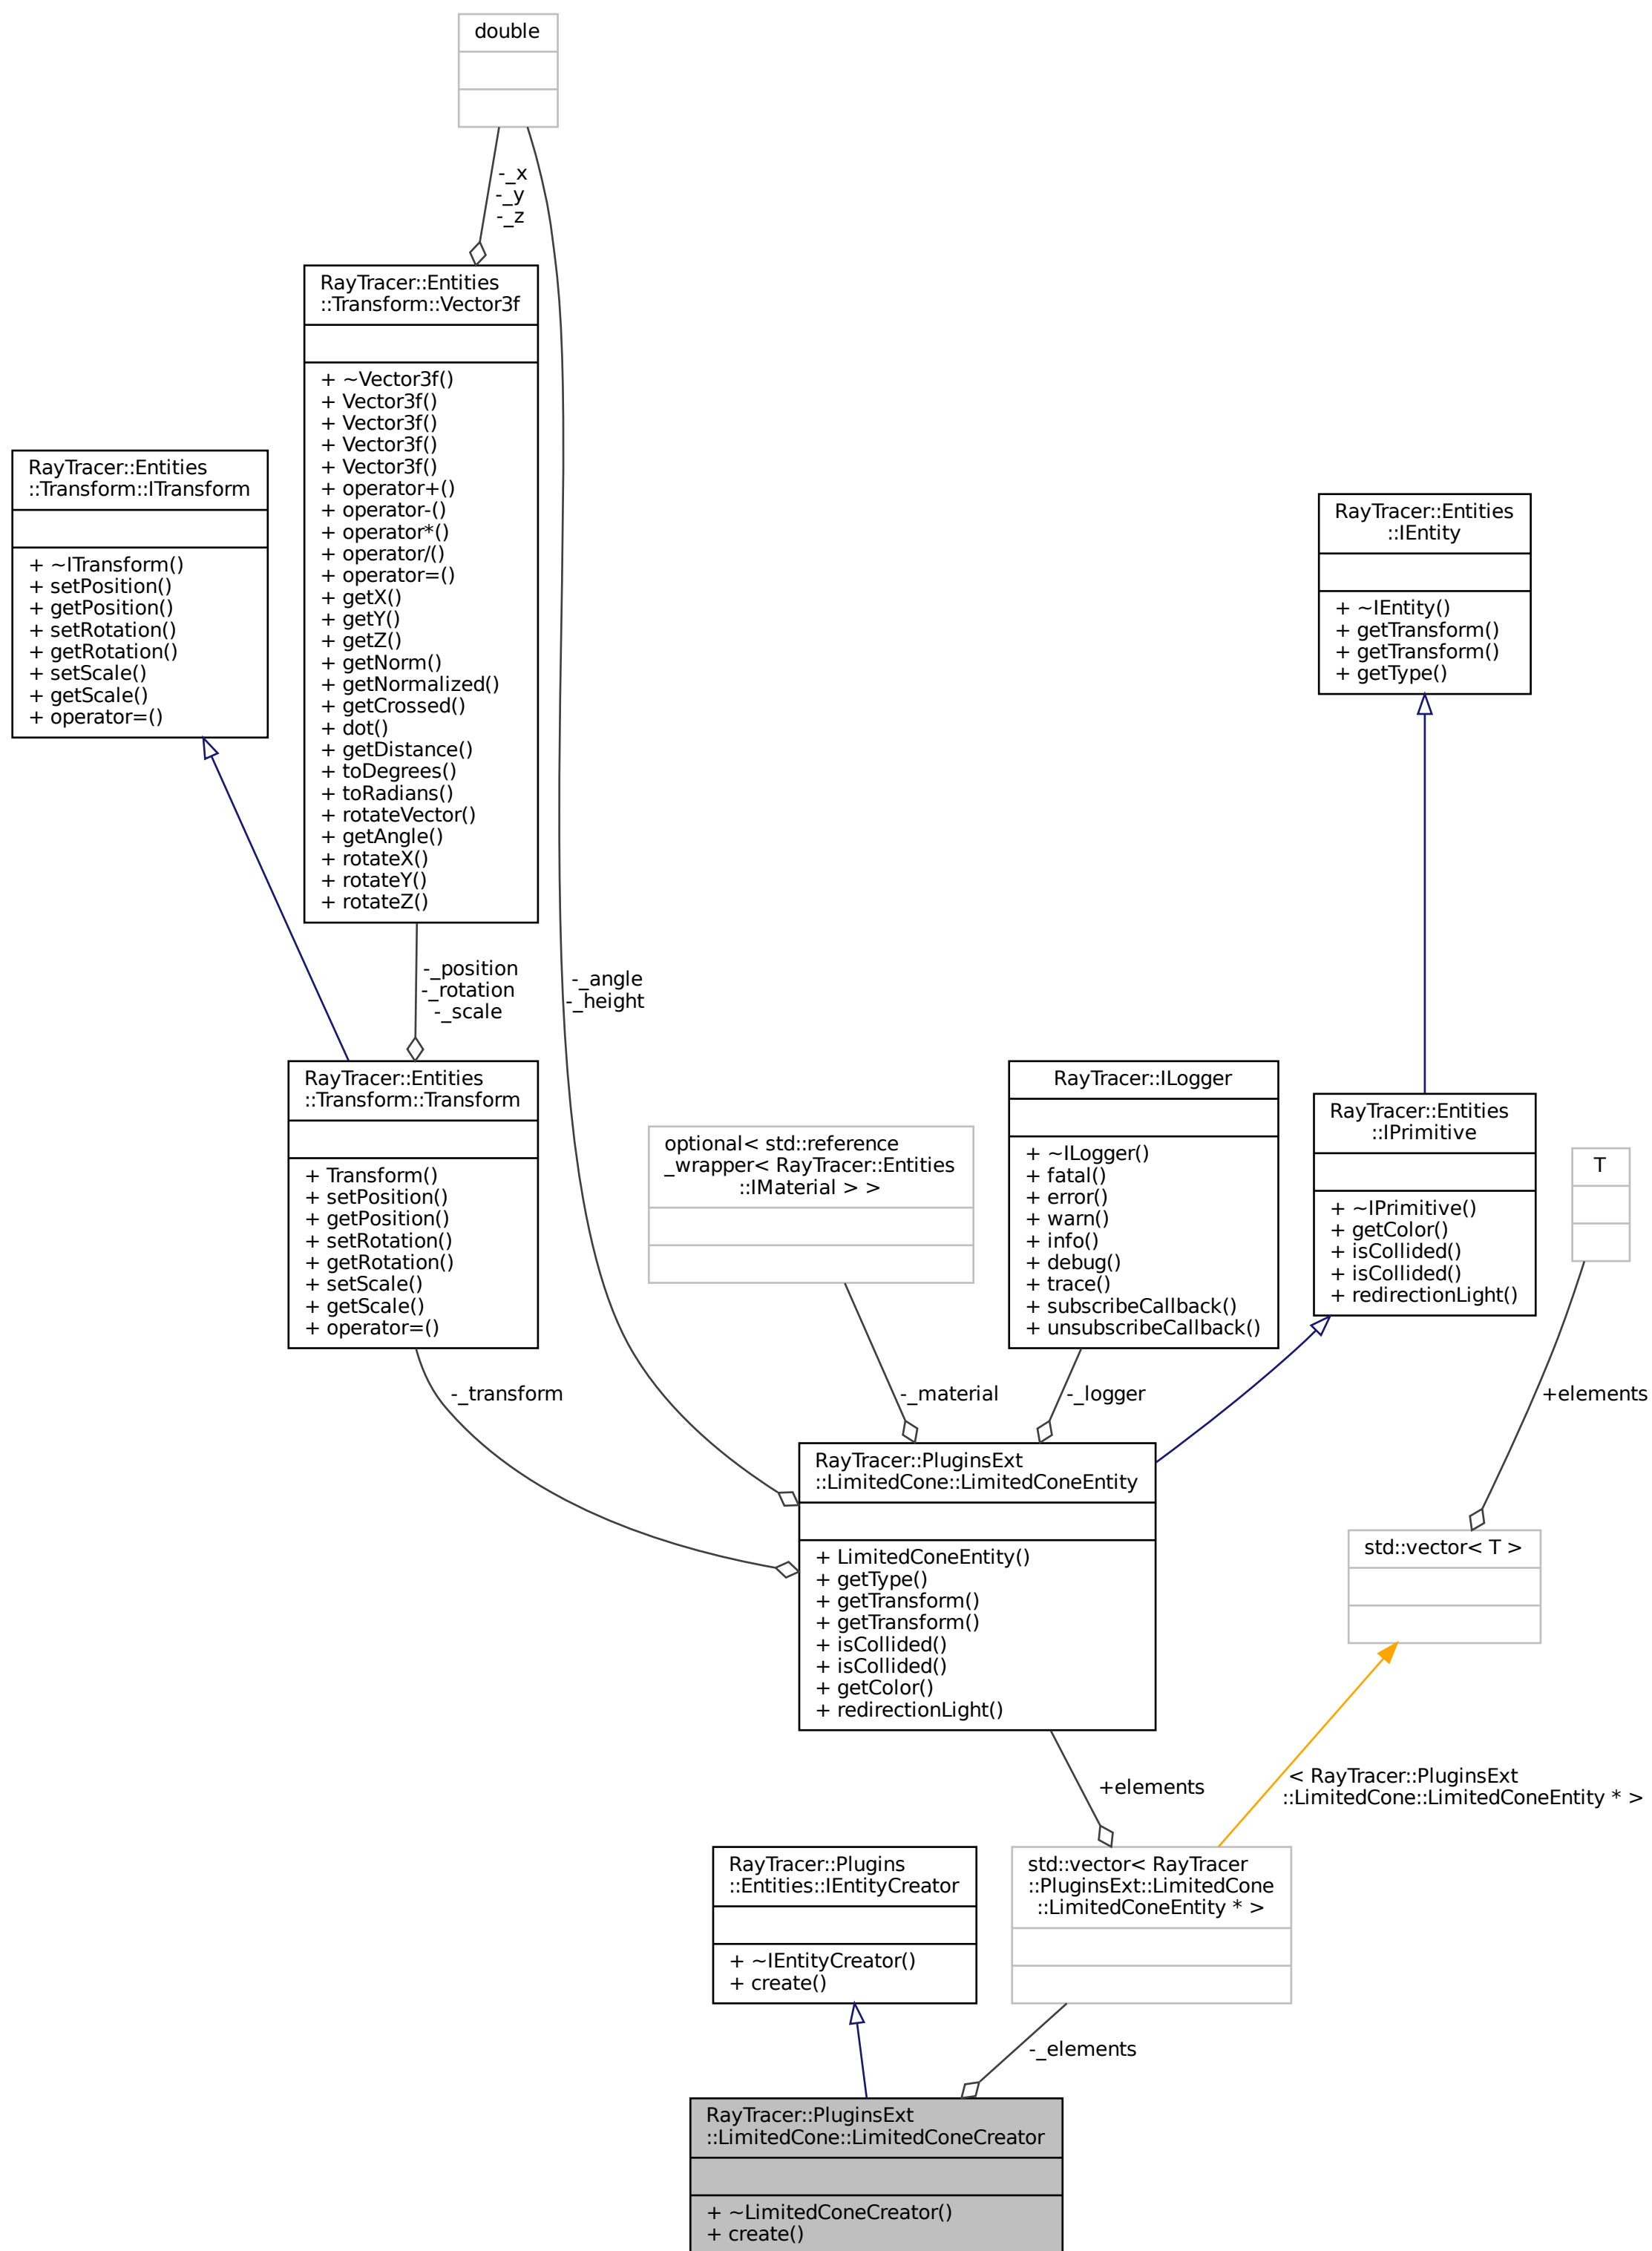 double
-_x
-_y
-_z
RayTracer::Entities
::Transform::Vector3f
+ ~Vector3f()
+ Vector3f()
+ Vector3f()
+ Vector3f()
+ Vector3f()
+ operator+()
+ operator-()
+ operator*()
+ operator/()
+ operator=()
+ getX()
+ getY()
+ getZ()
+ getNorm()
+ getNormalized()
+ getCrossed()
+ dot()
+ getDistance()
+ toDegrees()
+ toRadians()
+ rotateVector()
+ getAngle()
+ rotateX()
+ rotateY()
+ rotateZ()
RayTracer::Entities
::Transform::ITransform
+ ~ITransform()
+ setPosition()
+ getPosition()
+ setRotation()
+ getRotation()
+ setScale()
+ getScale()
+ operator=()
RayTracer::Entities
::IEntity
+ ~IEntity()
+ getTransform()
+ getTransform()
+ getType()
-_position
-_rotation
-_scale
-_angle
-_height
RayTracer::Entities
::Transform::Transform
+ Transform()
+ setPosition()
+ getPosition()
+ setRotation()
+ getRotation()
+ setScale()
+ getScale()
+ operator=()
optional< std::reference
_wrapper< RayTracer::Entities
::IMaterial > >
RayTracer::ILogger
+ ~ILogger()
+ fatal()
+ error()
+ warn()
+ info()
+ debug()
+ trace()
+ subscribeCallback()
+ unsubscribeCallback()
RayTracer::Entities
::IPrimitive
+ ~IPrimitive()
+ getColor()
+ isCollided()
+ isCollided()
+ redirectionLight()
T
-_transform
-_material
-_logger
+elements
RayTracer::PluginsExt
::LimitedCone::LimitedConeEntity
+ LimitedConeEntity()
+ getType()
+ getTransform()
+ getTransform()
+ isCollided()
+ isCollided()
+ getColor()
+ redirectionLight()
std::vector< T >
+elements
< RayTracer::PluginsExt
::LimitedCone::LimitedConeEntity * >
RayTracer::Plugins
::Entities::IEntityCreator
+ ~IEntityCreator()
+ create()
std::vector< RayTracer
::PluginsExt::LimitedCone
::LimitedConeEntity * >
-_elements
RayTracer::PluginsExt
::LimitedCone::LimitedConeCreator
+ ~LimitedConeCreator()
+ create()